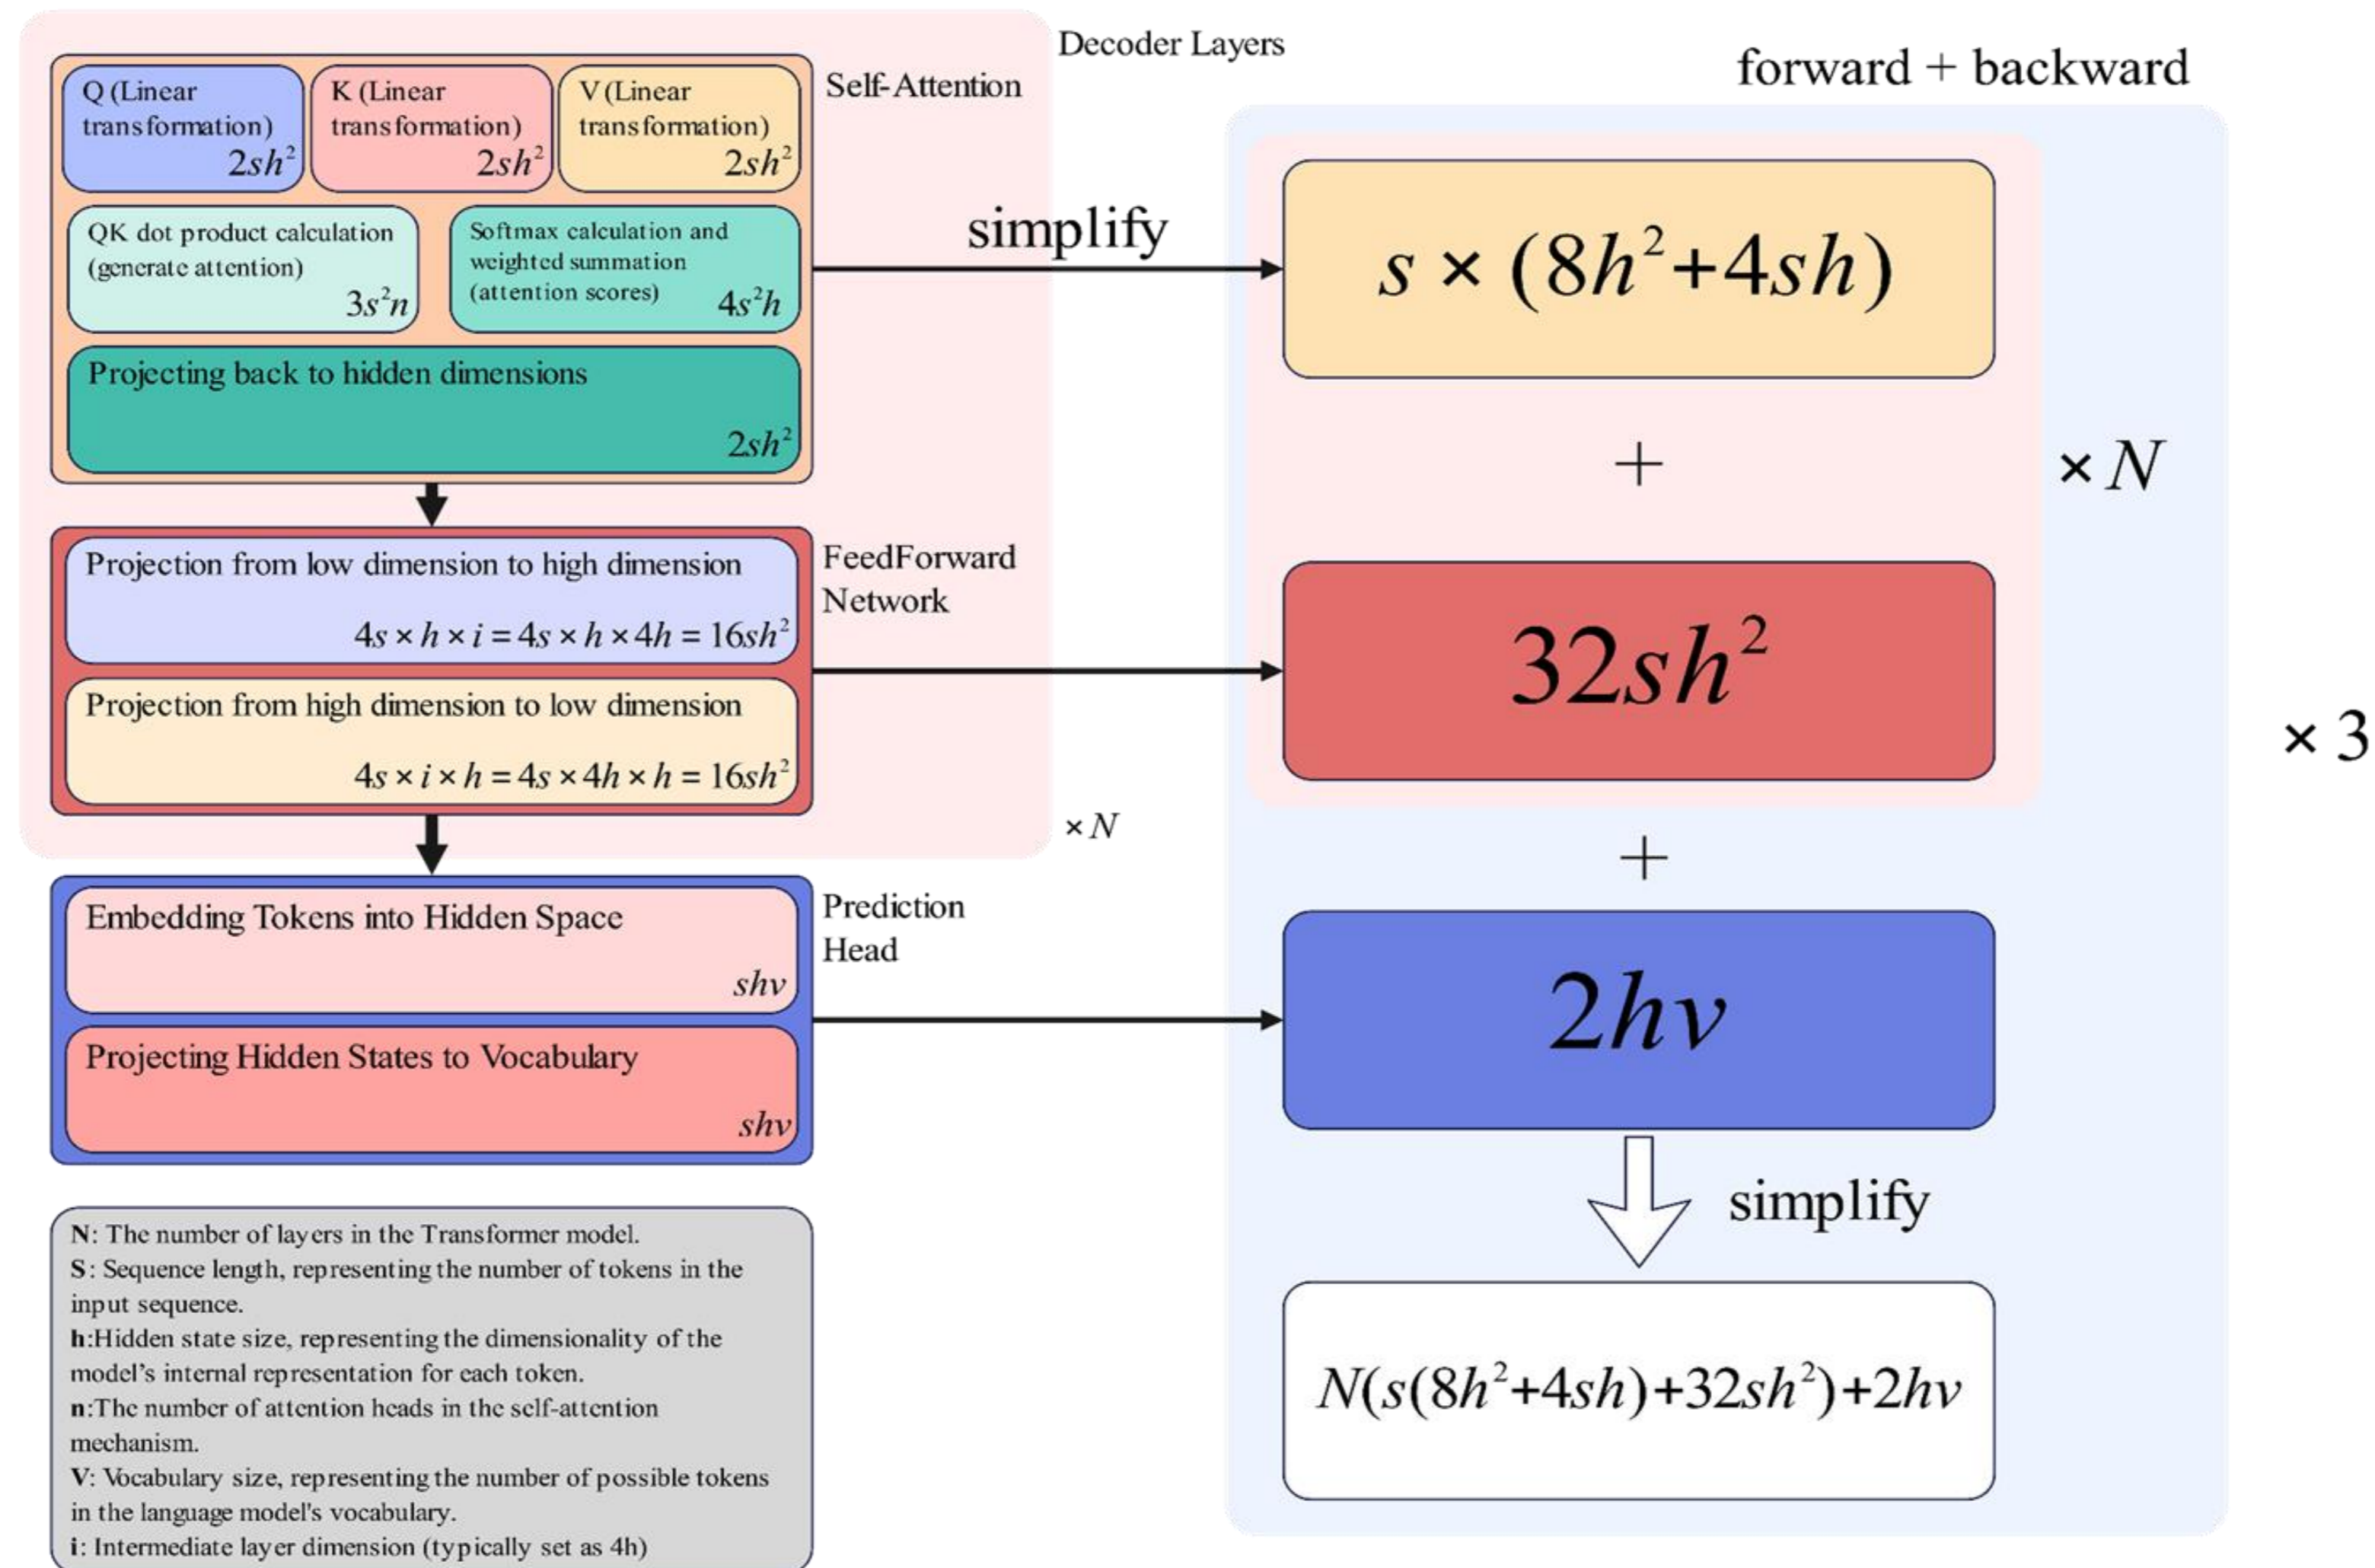 Decoder Layers
Self-Attention
Q (Linear
transformation)
2sh²
K (Linear
transformation)
2sh²
V (Linear
transformation)
2sh²
QK dot product calculation
(generate attention)
3s²n
Softmax calculation and
weighted summation
(attention scores)
4s²h
Projecting back to hidden dimensions
2sh²
FeedForward
Network
Projection from low dimension to high dimension
4s × h × i = 4s × h × 4h = 16sh²
Projection from high dimension to low dimension
4s × i × h = 4s × 4h × h = 16sh²
× N
Prediction
Head
Embedding Tokens into Hidden Space
shv
Projecting Hidden States to Vocabulary
shv
N: The number of layers in the Transformer model.
S: Sequence length, representing the number of tokens in the
input sequence.
h:Hidden state size, representing the dimensionality of the
model's internal representation for each token.
n:The number of attention heads in the self-attention
mechanism.
V: Vocabulary size, representing the number of possible tokens
in the language model's vocabulary.
i: Intermediate layer dimension (typically set as 4h)
simplify
forward + backward
s × (8h²+4sh)
+
× N
32sh²
× 3
+
2hv
simplify
N(s(8h²+4sh)+32sh²)+2hv